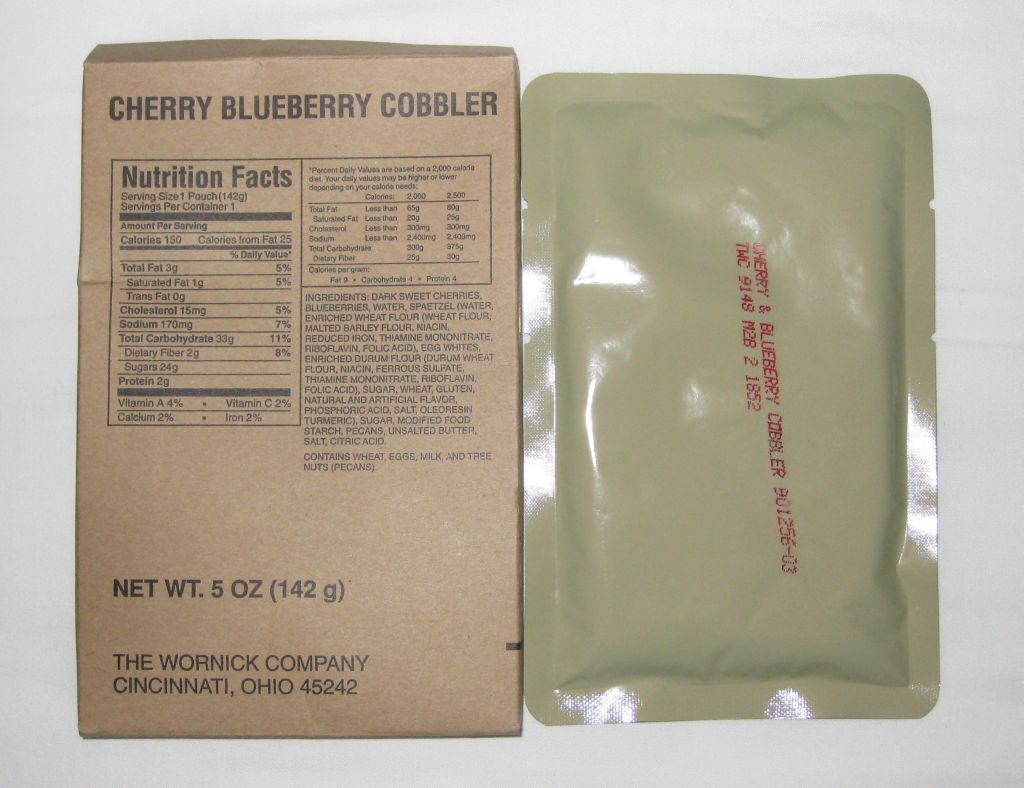 CHERRY BLUEBERRY COBBLER
Nutrition Facts
Serving Size 1 Pouch (142g)
Servings Per Container 1
Amount Per Serving
Calories 150 Calories from Fat 25
% Daily Value*
Total Fat 3g 5%
Saturated Fat 1g 5%
Trans Fat 0g
Cholesterol 15mg 5%
Sodium 170mg 7%
Total Carbohydrate 33g 11%
Dietary Fiber 2g 8%
Sugars 24g
Protein 2g
Vitamin A 4% • Vitamin C 2%
Calcium 2% • Iron 2%
*Percent Daily Values are based on a 2,000 calorie
diet. Your daily values may be higher or lower
depending on your calorie needs:
Calories: 2,000 2,500
Total Fat Less than 65g 80g
Saturated Fat Less than 20g 25g
Cholesterol Less than 300mg 300mg
Sodium Less than 2,400mg 2,400mg
Total Carbohydrate 300g 375g
Dietary Fiber 25g 30g
Calories per gram:
Fat 9 • Carbohydrate 4 • Protein 4
INGREDIENTS: DARK SWEET CHERRIES,
BLUEBERRIES, WATER, SPAETZEL (WATER,
ENRICHED WHEAT FLOUR (WHEAT FLOUR,
MALTED BARLEY FLOUR, NIACIN,
REDUCED IRON, THIAMINE MONONITRATE,
RIBOFLAVIN, FOLIC ACID), EGG WHITES,
ENRICHED DURUM FLOUR (DURUM WHEAT
FLOUR, NIACIN, FERROUS SULFATE,
THIAMINE MONONITRATE, RIBOFLAVIN,
FOLIC ACID), SUGAR, WHEAT, GLUTEN,
NATURAL AND ARTIFICIAL FLAVOR,
PHOSPHORIC ACID, SALT, OLEORESIN
TURMERIC), SUGAR, MODIFIED FOOD
STARCH, PECANS, UNSALTED BUTTER,
SALT, CITRIC ACID.
CONTAINS WHEAT, EGGS, MILK, AND TREE
NUTS (PECANS).
NET WT. 5 OZ (142 g)
THE WORNICK COMPANY
CINCINNATI, OHIO 45242
CHERRY & BLUEBERRY COBBLER 901256-03
TWC 9148 M2B 2 1852